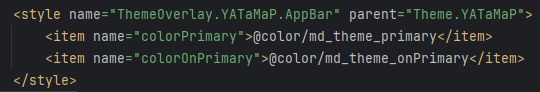 <style name="ThemeOverlay.YATaMaP.AppBar" parent="Theme.YATaMaP">
    <item name="colorPrimary">@color/md_theme_primary</item>
    <item name="colorOnPrimary">@color/md_theme_onPrimary</item>
</style>